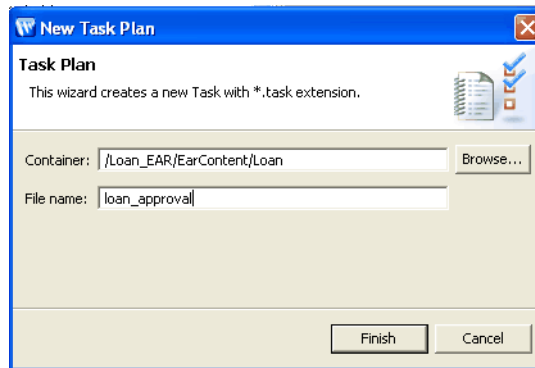 New Task Plan
Task Plan
This wizard creates a new Task with *.task extension.
Container: /Loan_EAR/EarContent/Loan Browse...
File name: loan_approval
Finish Cancel